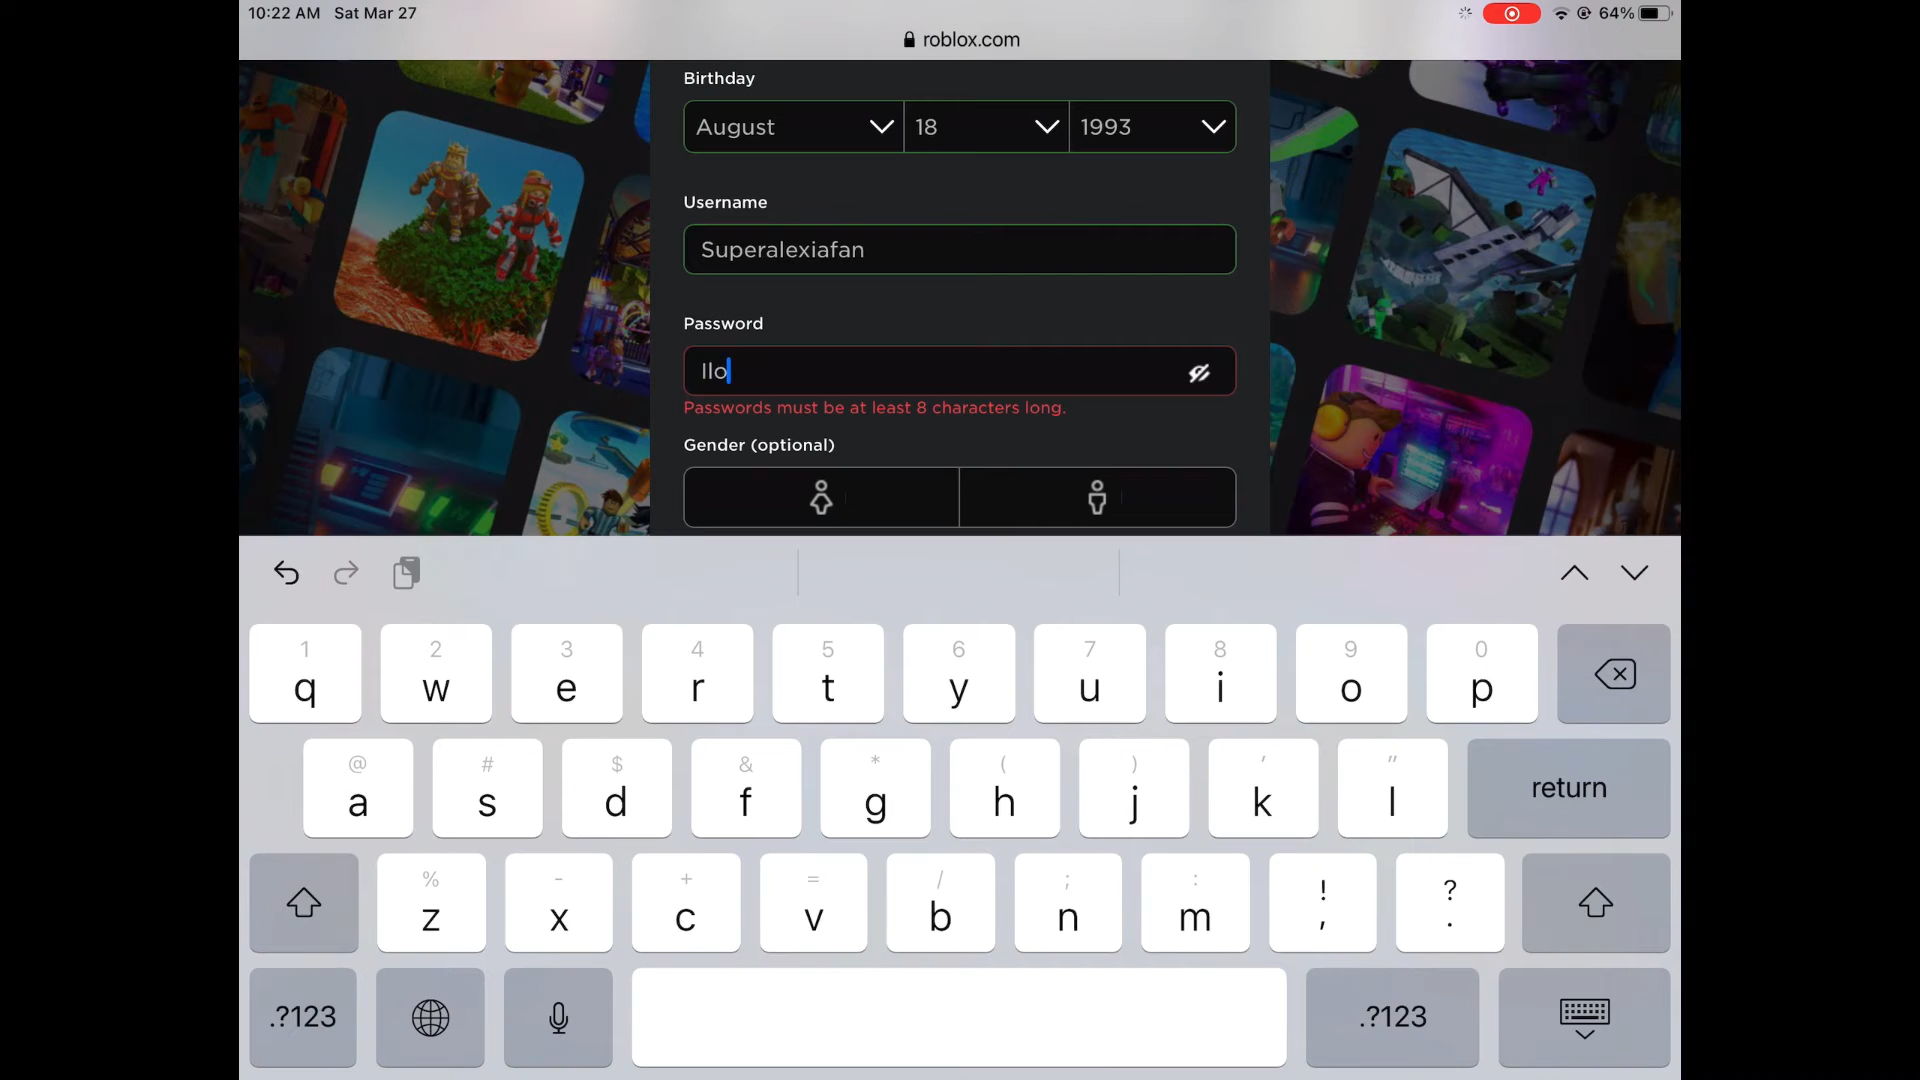 10:22 AM Sat Mar 27
64%
roblox.com
Birthday
August 18 1993
Username
Superalexiafan
Password
Ilo
Passwords must be at least 8 characters long.
Gender (optional)
1 2 3 4 5 6 7 8 9 0
q w e r t y u i o p
@ # $ & * ( ) ' "
a s d f g h j k l return
% - + = / ; : ! ?
z x c v b n m , .
.?123 .?123